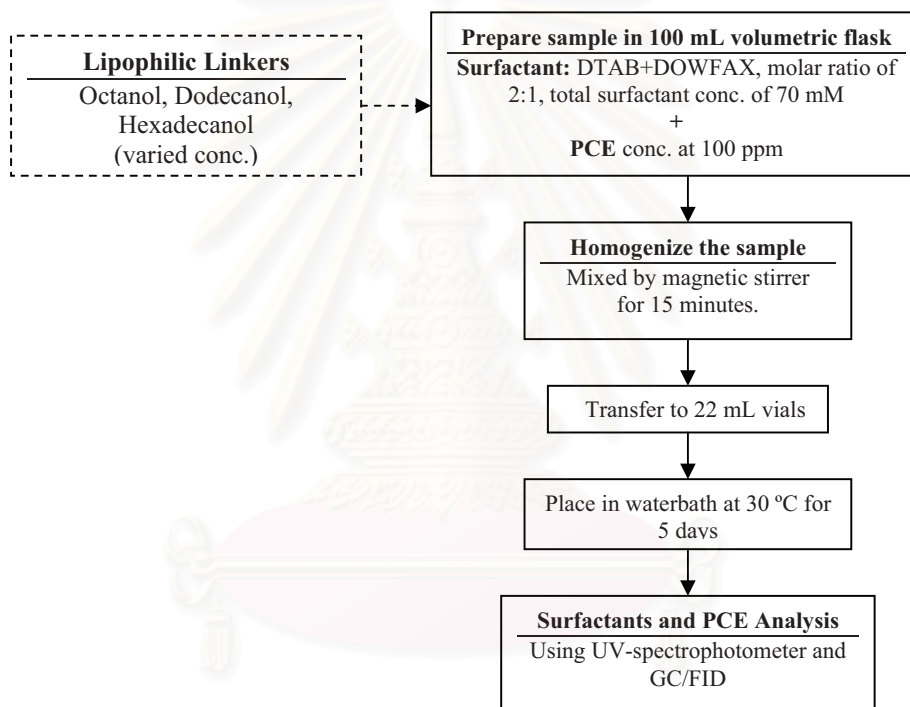 Lipophilic Linkers
Octanol, Dodecanol,
Hexadecanol
(varied conc.)
Prepare sample in 100 mL volumetric flask
Surfactant: DTAB+DOWFAX, molar ratio of
2:1, total surfactant conc. of 70 mM
+
PCE conc. at 100 ppm
Homogenize the sample
Mixed by magnetic stirrer
for 15 minutes.
Transfer to 22 mL vials
Place in waterbath at 30 ºC for
5 days
Surfactants and PCE Analysis
Using UV-spectrophotometer and
GC/FID